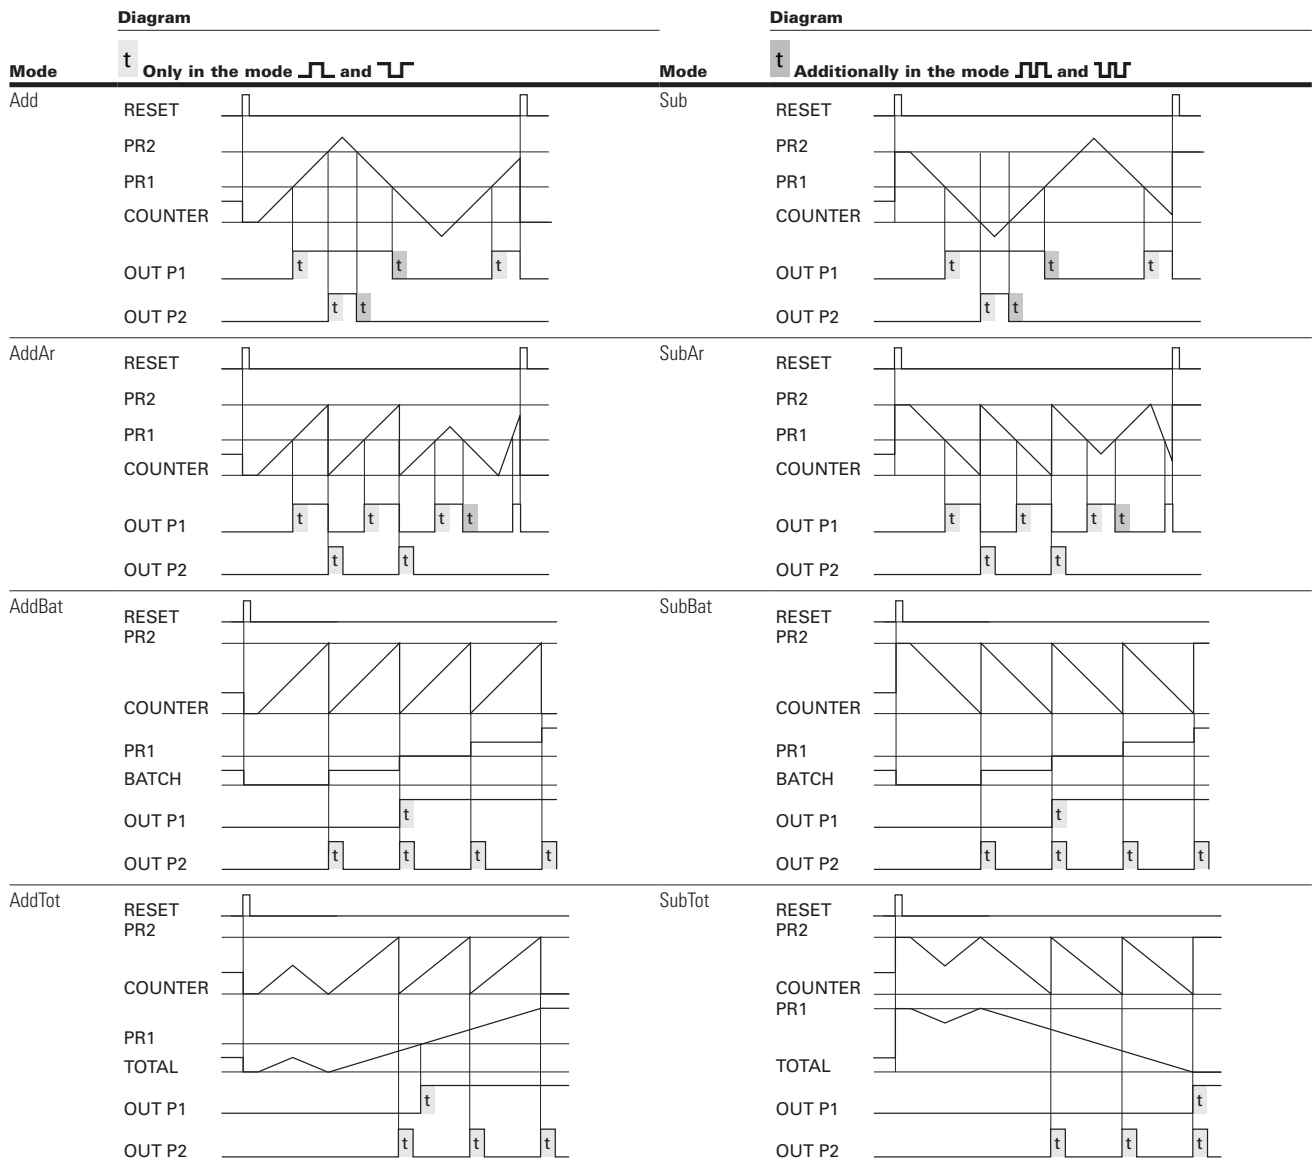 Diagram
Mode
t Only in the mode and
Add
RESET
PR2
PR1
COUNTER
OUT P1
t t t
OUT P2
t t
AddAr
RESET
PR2
PR1
COUNTER
OUT P1
t t t t
OUT P2
t t
AddBat
RESET
PR2
COUNTER
PR1
BATCH
OUT P1
t
OUT P2
t t t t
AddTot
RESET
PR2
COUNTER
PR1
TOTAL
OUT P1
t
OUT P2
t t t
Diagram
Mode
t Additionally in the mode and
Sub
RESET
PR2
PR1
COUNTER
OUT P1
t t t
OUT P2
t t
SubAr
RESET
PR2
PR1
COUNTER
OUT P1
t t t t
OUT P2
t t
SubBat
RESET
PR2
COUNTER
PR1
BATCH
OUT P1
t
OUT P2
t t t t
SubTot
RESET
PR2
COUNTER
PR1
TOTAL
OUT P1
t
OUT P2
t t t